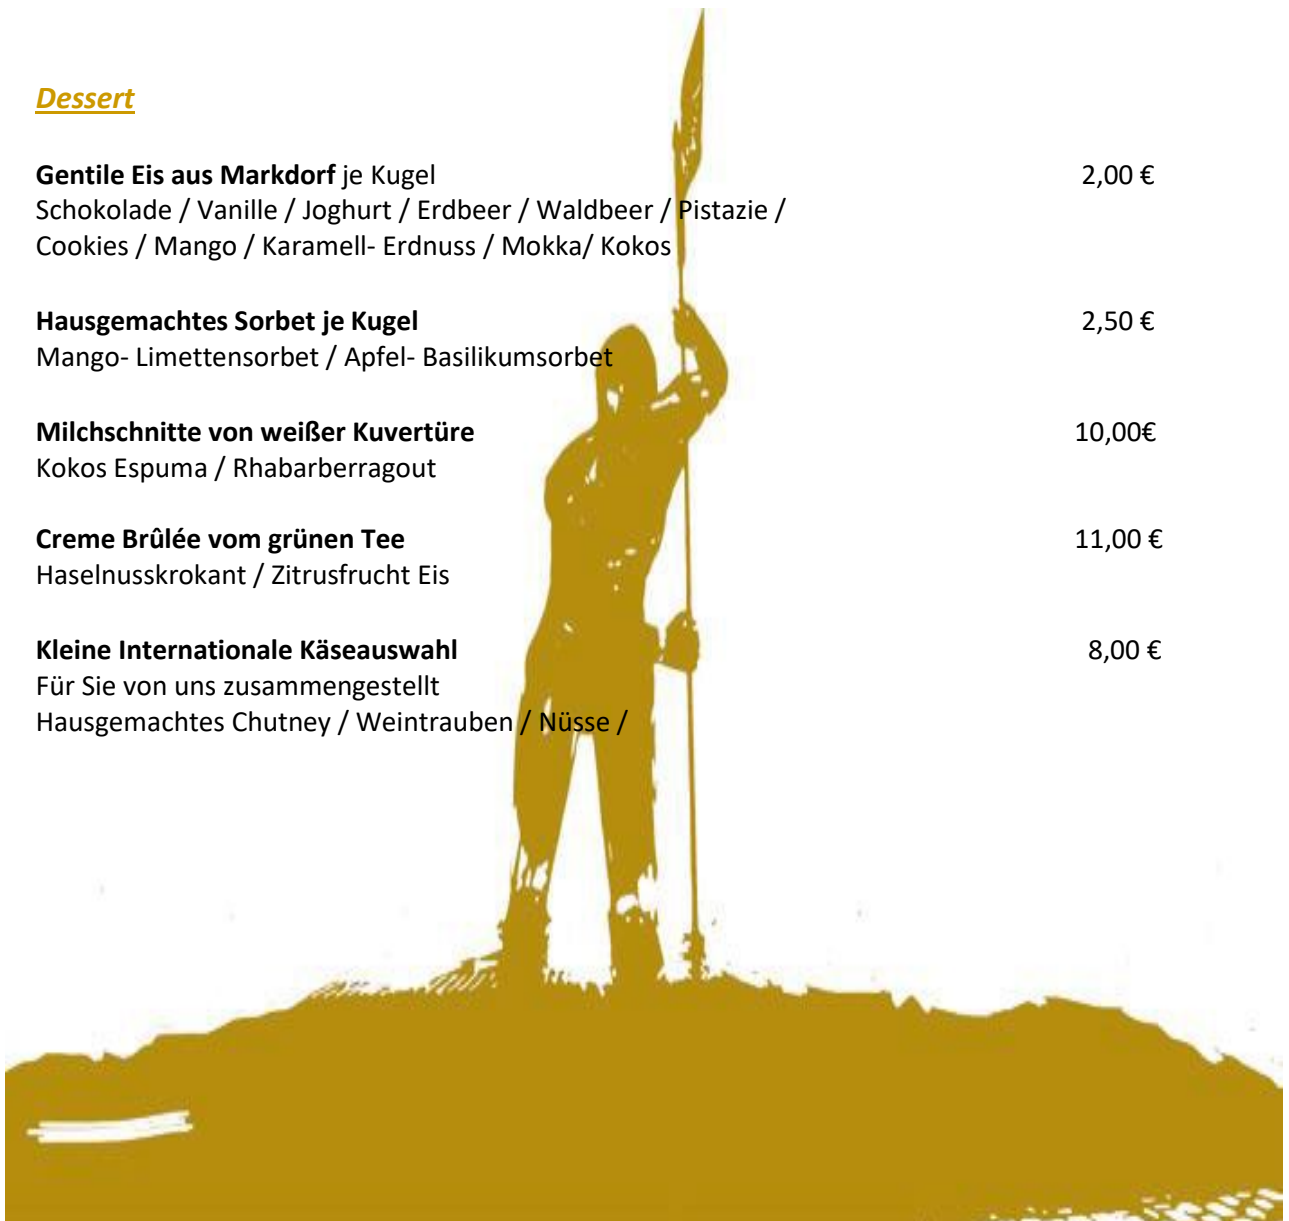 Dessert
Gentile Eis aus Markdorf je Kugel 2,00 €
Schokolade / Vanille / Joghurt / Erdbeer / Waldbeer / Pistazie /
Cookies / Mango / Karamell- Erdnuss / Mokka/ Kokos
Hausgemachtes Sorbet je Kugel 2,50 €
Mango- Limettensorbet / Apfel- Basilikumsorbet
Milchschnitte von weißer Kuvertüre 10,00€
Kokos Espuma / Rhabarberragout
Creme Brûlée vom grünen Tee 11,00 €
Haselnusskrokant / Zitrusfrucht Eis
Kleine Internationale Käseauswahl 8,00 €
Für Sie von uns zusammengestellt
Hausgemachtes Chutney / Weintrauben / Nüsse /